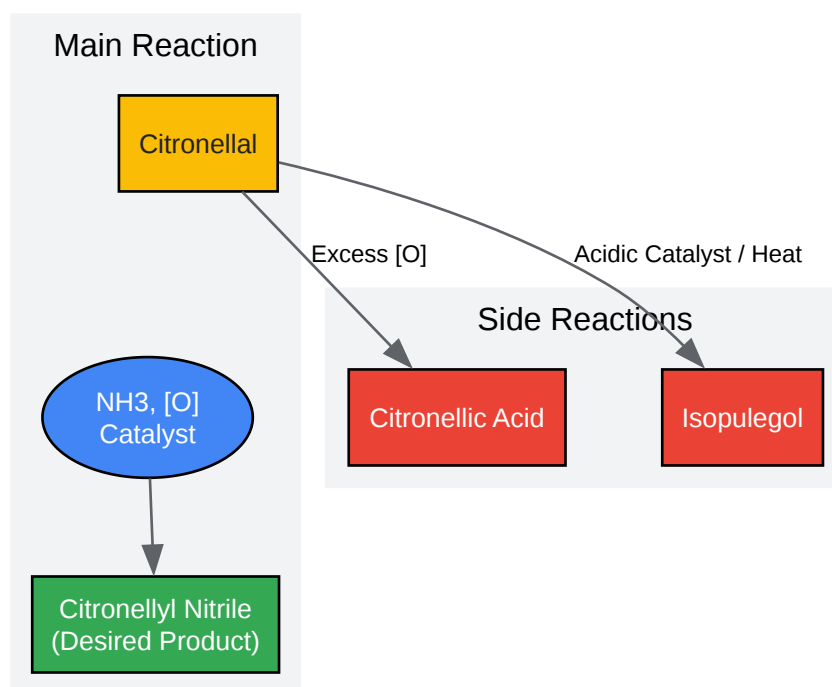 Main Reaction
Citronellal
Excess [O]
Acidic Catalyst / Heat
Side Reactions
NH3, [O]
Catalyst
Citronellic Acid
Isopulegol
Citronellyl Nitrile
(Desired Product)